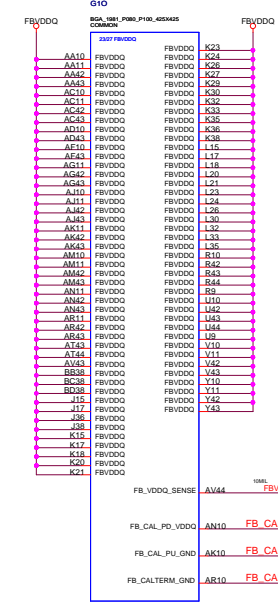 G1O
BGA_1981_P080_P100_425X425
COMMON
FBVDDQ
FBVDDQ
23/27 FBVDDQ
AA10 FBVDDQ
AA11 FBVDDQ
AA42 FBVDDQ
AA43 FBVDDQ
AC10 FBVDDQ
AC11 FBVDDQ
AC42 FBVDDQ
AC43 FBVDDQ
AD10 FBVDDQ
AD43 FBVDDQ
AF10 FBVDDQ
AF43 FBVDDQ
AG11 FBVDDQ
AG42 FBVDDQ
AG43 FBVDDQ
AJ10 FBVDDQ
AJ11 FBVDDQ
AJ42 FBVDDQ
AJ43 FBVDDQ
AK11 FBVDDQ
AK42 FBVDDQ
AK43 FBVDDQ
AM10 FBVDDQ
AM11 FBVDDQ
AM42 FBVDDQ
AM43 FBVDDQ
AN11 FBVDDQ
AN42 FBVDDQ
AN43 FBVDDQ
AR11 FBVDDQ
AR42 FBVDDQ
AR43 FBVDDQ
AT43 FBVDDQ
AT44 FBVDDQ
AV43 FBVDDQ
BB38 FBVDDQ
BC38 FBVDDQ
BD38 FBVDDQ
J15 FBVDDQ
J17 FBVDDQ
J36 FBVDDQ
J38 FBVDDQ
K15 FBVDDQ
K17 FBVDDQ
K18 FBVDDQ
K20 FBVDDQ
K21 FBVDDQ
FBVDDQ K23
FBVDDQ K24
FBVDDQ K26
FBVDDQ K27
FBVDDQ K29
FBVDDQ K30
FBVDDQ K32
FBVDDQ K33
FBVDDQ K35
FBVDDQ K36
FBVDDQ K38
FBVDDQ L15
FBVDDQ L17
FBVDDQ L18
FBVDDQ L20
FBVDDQ L21
FBVDDQ L23
FBVDDQ L24
FBVDDQ L26
FBVDDQ L30
FBVDDQ L32
FBVDDQ L33
FBVDDQ L35
FBVDDQ R10
FBVDDQ R42
FBVDDQ R43
FBVDDQ R44
FBVDDQ R9
FBVDDQ U10
FBVDDQ U42
FBVDDQ U43
FBVDDQ U44
FBVDDQ U9
FBVDDQ V10
FBVDDQ V11
FBVDDQ V42
FBVDDQ V43
FBVDDQ Y10
FBVDDQ Y11
FBVDDQ Y42
FBVDDQ Y43
10MIL
FB_VDDQ_SENSE AV44 FBV
FB_CAL_PD_VDDQ AN10 FB_CA
FB_CAL_PU_GND AK10 FB_CA
FB_CALTERM_GND AR10 FB_CA